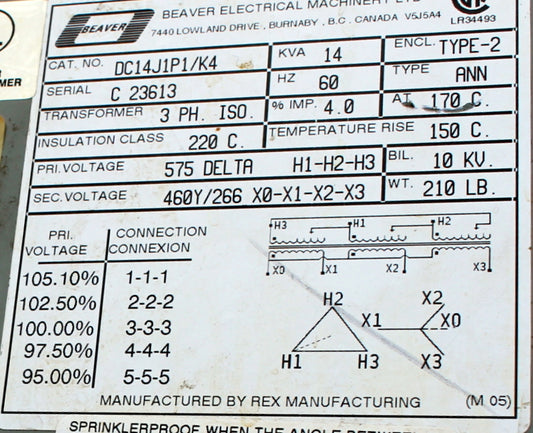 BEAVER ELECTRICAL MACHINERY LTD
BEAVER
7440 LOWLAND DRIVE, BURNABY, B.C. CANADA V5J5A4
LR34493
CAT. NO. DC14J1P1/K4 KVA 14 ENCL. TYPE-2
SERIAL C 23613 HZ 60 TYPE ANN
TRANSFORMER 3 PH. ISO. % IMP. 4.0 AT 170 C.
INSULATION CLASS 220 C. TEMPERATURE RISE 150 C.
PRI. VOLTAGE 575 DELTA H1-H2-H3 BIL. 10 KV.
SEC. VOLTAGE 460Y/266 X0-X1-X2-X3 WT. 210 LB.
PRI. CONNECTION
VOLTAGE CONNEXION
105.10% 1-1-1
102.50% 2-2-2
100.00% 3-3-3
97.50% 4-4-4
95.00% 5-5-5
H3 H1 H2
X0 X1 X2 X3
H2 X2
X1 X0
H1 H3 X3
MANUFACTURED BY REX MANUFACTURING (M 05)
SPRINKLERPROOF WHEN THE ANGLE BETWEEN